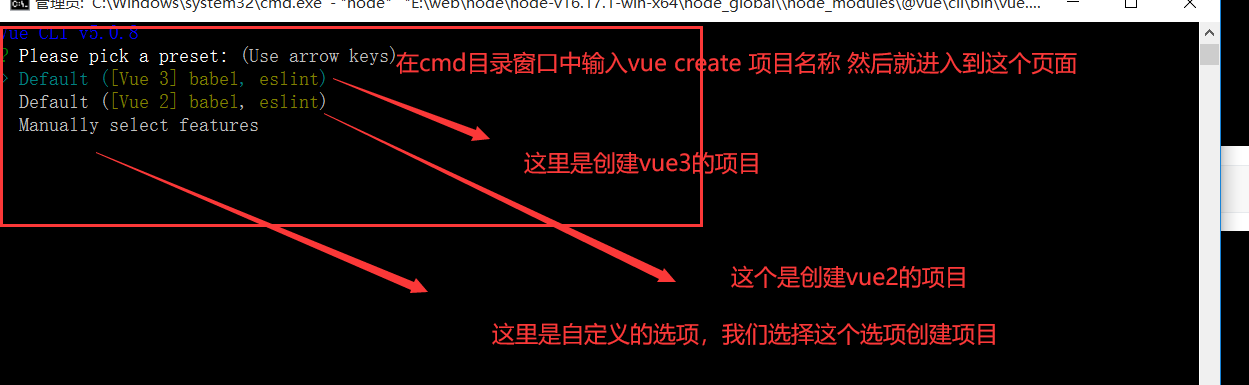 管理员: C:\Windows\system32\cmd.exe - "node" "E:\web\node\node-v16.17.1-win-x64\node_global\\node_modules\@vue\cli\bin\vue....
Vue CLI v5.0.8
? Please pick a preset: (Use arrow keys)
在cmd目录窗口中输入vue create 项目名称 然后就进入到这个页面
> Default ([Vue 3] babel, eslint)
Default ([Vue 2] babel, eslint)
Manually select features
这里是创建vue3的项目
这个是创建vue2的项目
这里是自定义的选项，我们选择这个选项创建项目